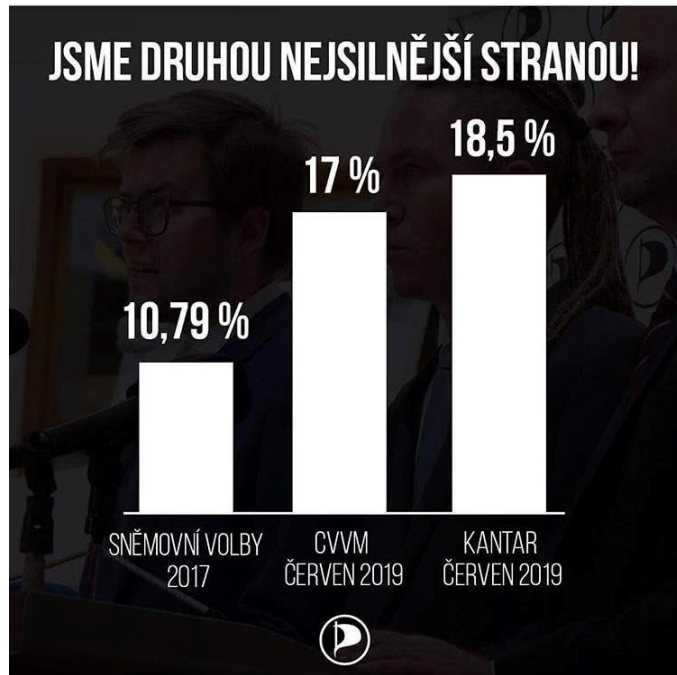 JSME DRUHOU NEJSILNĚJŠÍ STRANOU!
10,79 %
17 %
18,5 %
SNĚMOVNÍ VOLBY
2017
CVVM
ČERVEN 2019
KANTAR
ČERVEN 2019